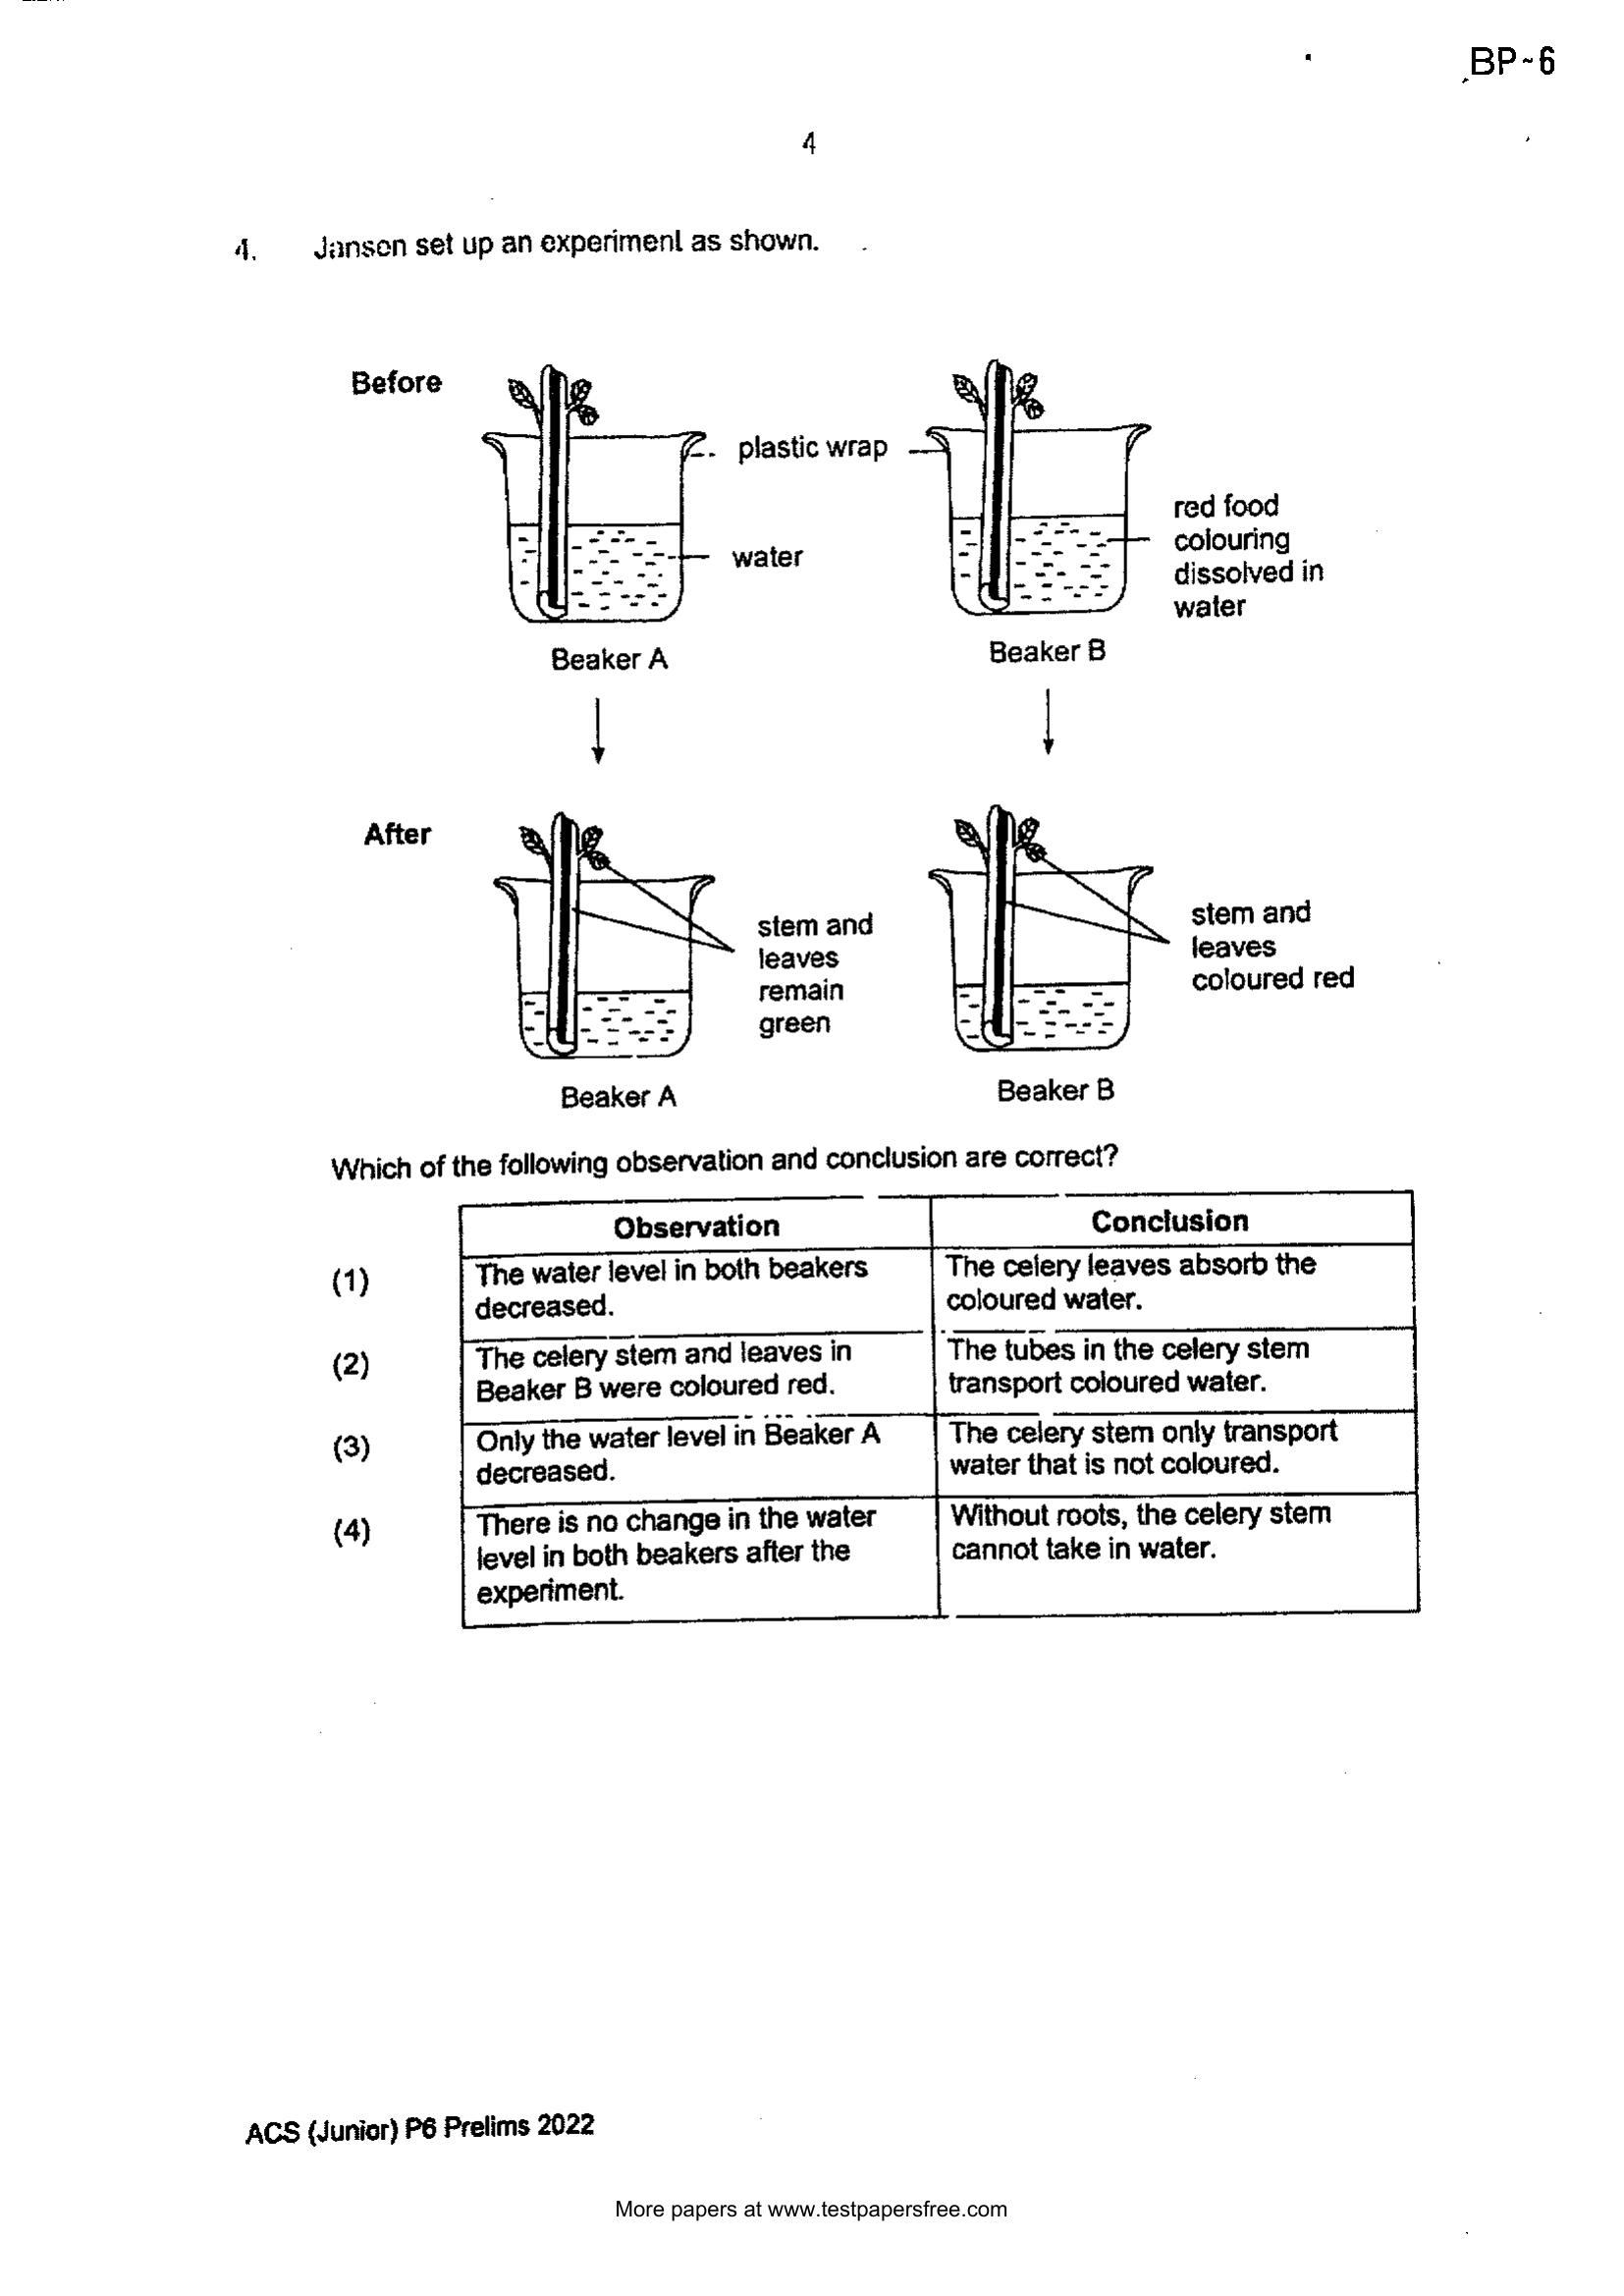 BP~6
4
4. Janson set up an experiment as shown.
Before
plastic wrap
red food
colouring
dissolved in
water
water
Beaker A
Beaker B
After
stem and
leaves
remain
green
stem and
leaves
coloured red
Beaker A
Beaker B
Which of the following observation and conclusion are correct?
Observation Conclusion
(1) The water level in both beakers The celery leaves absorb the
decreased. coloured water.
(2) The celery stem and leaves in The tubes in the celery stem
Beaker B were coloured red. transport coloured water.
(3) Only the water level in Beaker A The celery stem only transport
decreased. water that is not coloured.
(4) There is no change in the water Without roots, the celery stem
level in both beakers after the cannot take in water.
experiment.
ACS (Junior) P6 Prelims 2022
More papers at www.testpapersfree.com